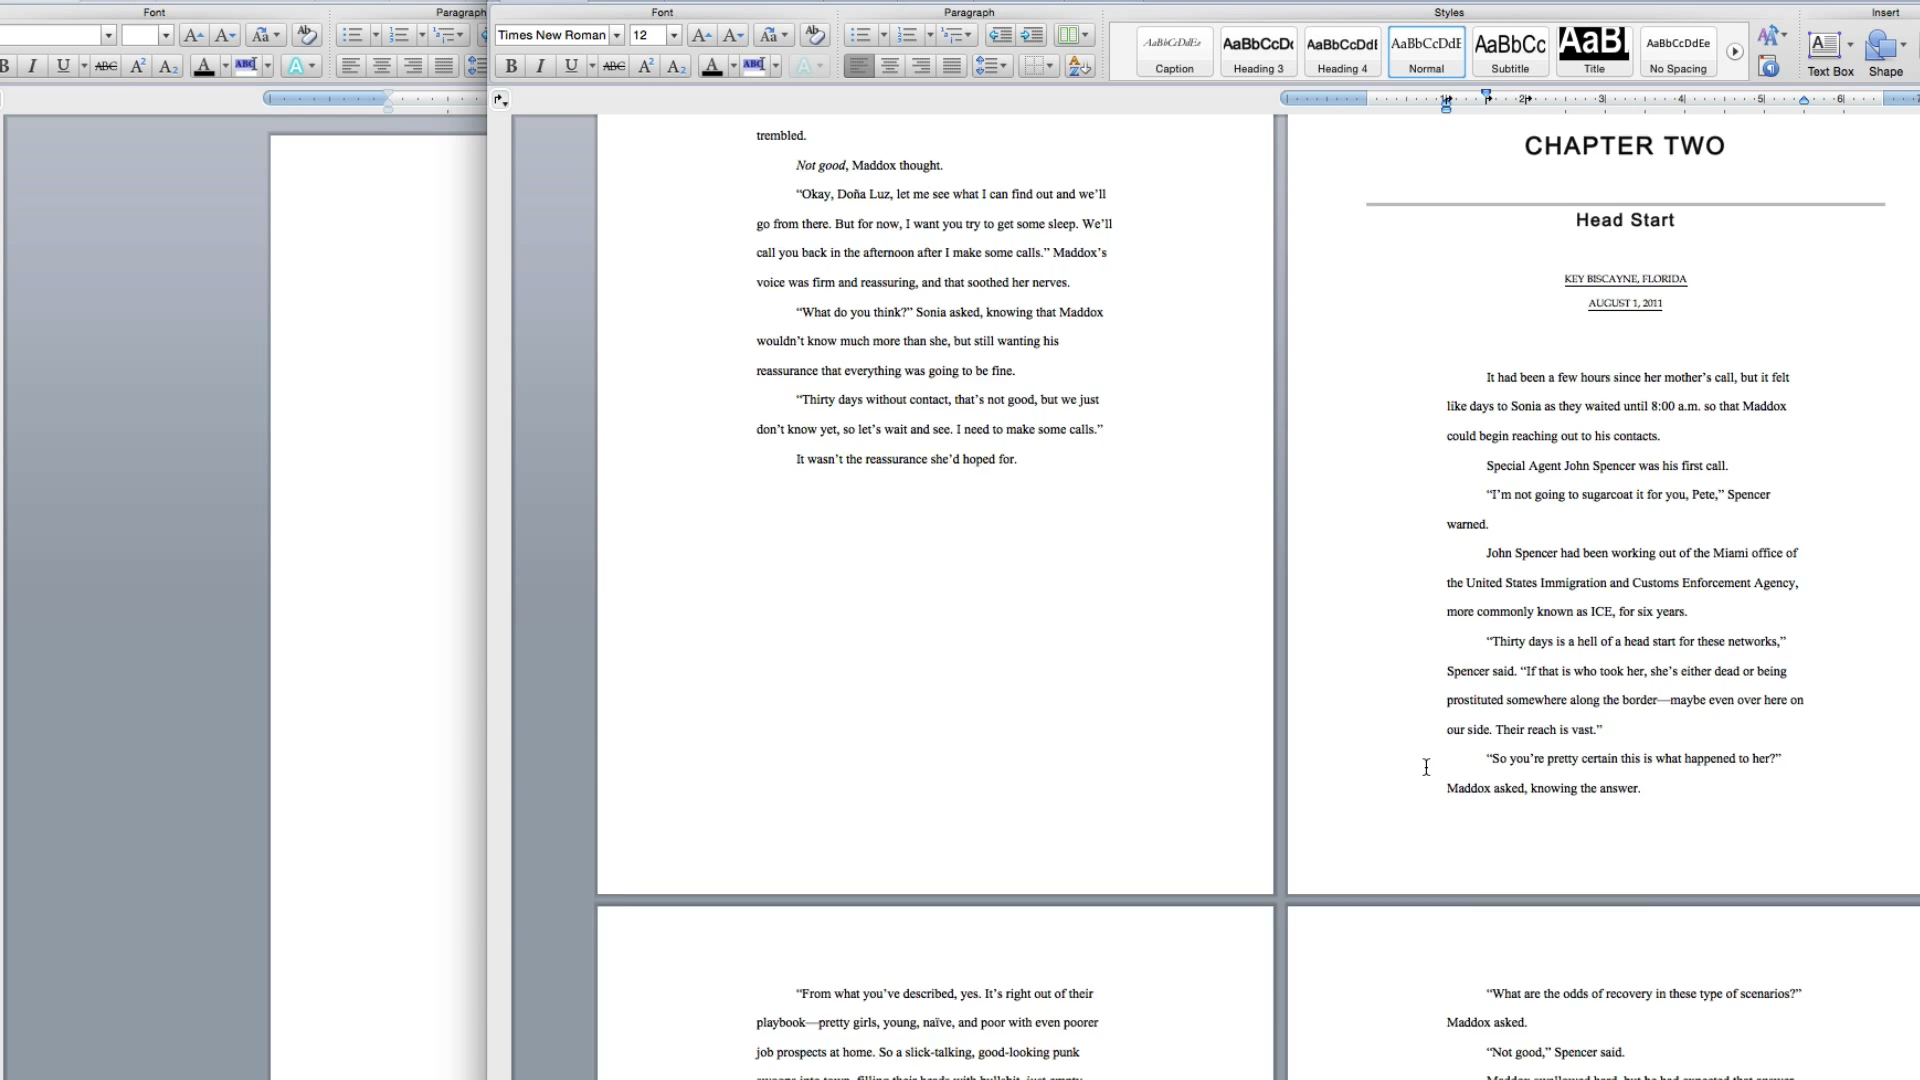 Font
Paragraph
Font
Paragraph
Styles
Insert
Times New Roman
12
AaBbCcDdEe
AaBbCcDc
AaBbCcDdE
AaBbCcDdE
AaBbCc
AaB
AaBbCcDdEe
Caption
Heading 3
Heading 4
Normal
Subtitle
Title
No Spacing
Text Box
Shape
trembled.
Not good, Maddox thought.
“Okay, Doña Luz, let me see what I can find out and we’ll
go from there. But for now, I want you try to get some sleep. We’ll
call you back in the afternoon after I make some calls.” Maddox’s
voice was firm and reassuring, and that soothed her nerves.
“What do you think?” Sonia asked, knowing that Maddox
wouldn’t know much more than she, but still wanting his
reassurance that everything was going to be fine.
“Thirty days without contact, that’s not good, but we just
don’t know yet, so let’s wait and see. I need to make some calls.”
It wasn’t the reassurance she’d hoped for.
CHAPTER TWO
Head Start
KEY BISCAYNE, FLORIDA
AUGUST 1, 2011
It had been a few hours since her mother’s call, but it felt
like days to Sonia as they waited until 8:00 a.m. so that Maddox
could begin reaching out to his contacts.
Special Agent John Spencer was his first call.
“I’m not going to sugarcoat it for you, Pete,” Spencer
warned.
John Spencer had been working out of the Miami office of
the United States Immigration and Customs Enforcement Agency,
more commonly known as ICE, for six years.
“Thirty days is a hell of a head start for these networks,”
Spencer said. “If that is who took her, she’s either dead or being
prostituted somewhere along the border—maybe even over here on
our side. Their reach is vast.”
“So you’re pretty certain this is what happened to her?”
Maddox asked, knowing the answer.
“From what you’ve described, yes. It’s right out of their
playbook—pretty girls, young, naïve, and poor with even poorer
job prospects at home. So a slick-talking, good-looking punk
“What are the odds of recovery in these type of scenarios?”
Maddox asked.
“Not good,” Spencer said.